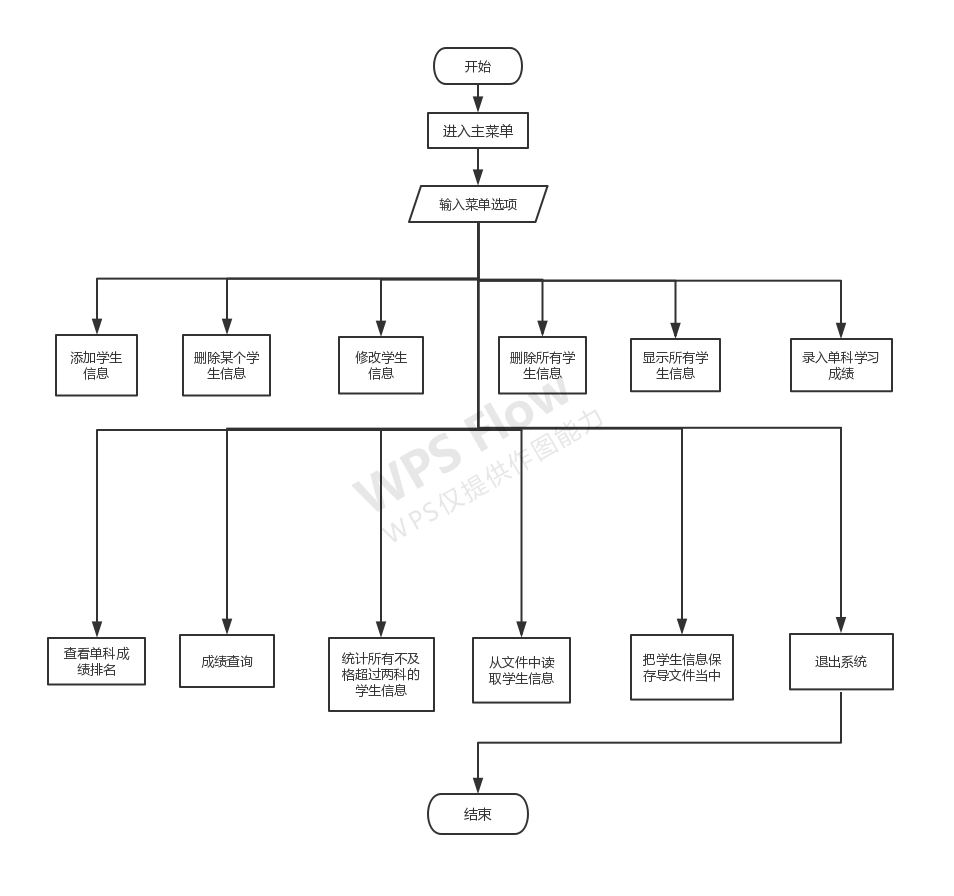 开始
进入主菜单
输入菜单选项
添加学生
信息
删除某个学
生信息
修改学生
信息
删除所有学
生信息
显示所有学
生信息
录入单科学习
成绩
WPS Flow
WPS仅提供作图能力
查看单科成
绩排名
成绩查询
统计所有不及
格超过两科的
学生信息
从文件中读
取学生信息
把学生信息保
存导文件当中
退出系统
结束